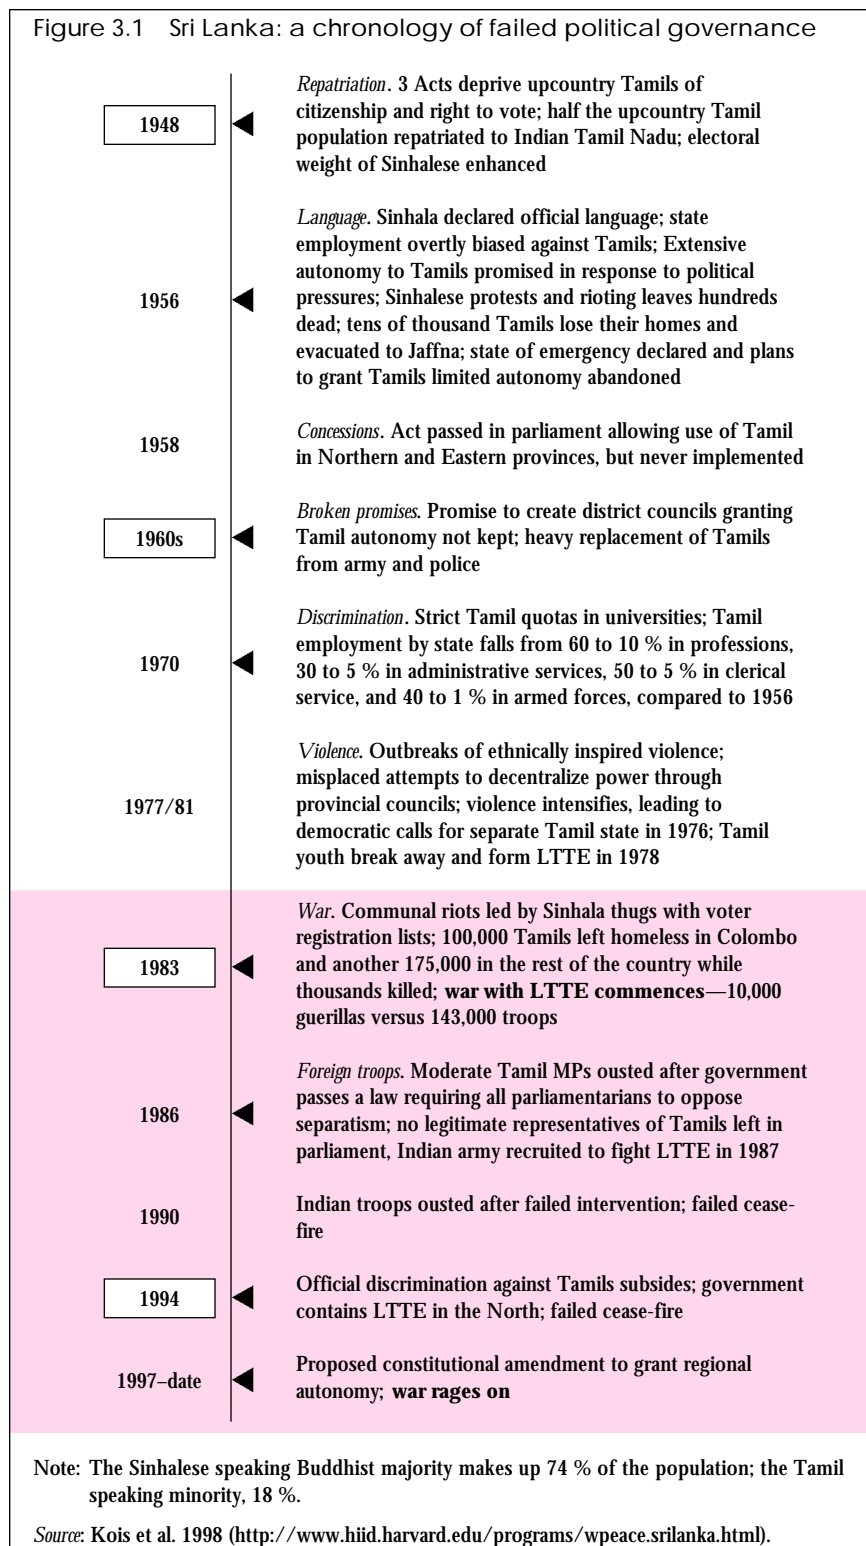 Figure 3.1 Sri Lanka: a chronology of failed political governance
1948
Repatriation. 3 Acts deprive upcountry Tamils of
citizenship and right to vote; half the upcountry Tamil
population repatriated to Indian Tamil Nadu; electoral
weight of Sinhalese enhanced
1956
Language. Sinhala declared official language; state
employment overtly biased against Tamils; Extensive
autonomy to Tamils promised in response to political
pressures; Sinhalese protests and rioting leaves hundreds
dead; tens of thousand Tamils lose their homes and
evacuated to Jaffna; state of emergency declared and plans
to grant Tamils limited autonomy abandoned
1958
Concessions. Act passed in parliament allowing use of Tamil
in Northern and Eastern provinces, but never implemented
1960s
Broken promises. Promise to create district councils granting
Tamil autonomy not kept; heavy replacement of Tamils
from army and police
1970
Discrimination. Strict Tamil quotas in universities; Tamil
employment by state falls from 60 to 10 % in professions,
30 to 5 % in administrative services, 50 to 5 % in clerical
service, and 40 to 1 % in armed forces, compared to 1956
1977/81
Violence. Outbreaks of ethnically inspired violence;
misplaced attempts to decentralize power through
provincial councils; violence intensifies, leading to
democratic calls for separate Tamil state in 1976; Tamil
youth break away and form LTTE in 1978
1983
War. Communal riots led by Sinhala thugs with voter
registration lists; 100,000 Tamils left homeless in Colombo
and another 175,000 in the rest of the country while
thousands killed; war with LTTE commences—10,000
guerillas versus 143,000 troops
1986
Foreign troops. Moderate Tamil MPs ousted after government
passes a law requiring all parliamentarians to oppose
separatism; no legitimate representatives of Tamils left in
parliament, Indian army recruited to fight LTTE in 1987
1990
Indian troops ousted after failed intervention; failed cease-
fire
1994
Official discrimination against Tamils subsides; government
contains LTTE in the North; failed cease-fire
1997–date
Proposed constitutional amendment to grant regional
autonomy; war rages on
Note: The Sinhalese speaking Buddhist majority makes up 74 % of the population; the Tamil
speaking minority, 18 %.
Source: Kois et al. 1998 (http://www.hiid.harvard.edu/programs/wpeace.srilanka.html).